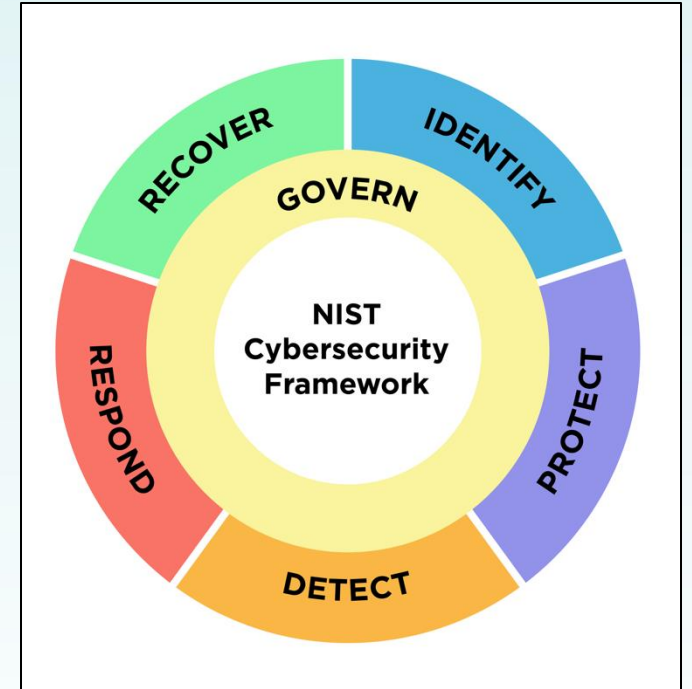 RECOVER
IDENTIFY
GOVERN
NIST
Cybersecurity
Framework
RESPOND
PROTECT
DETECT